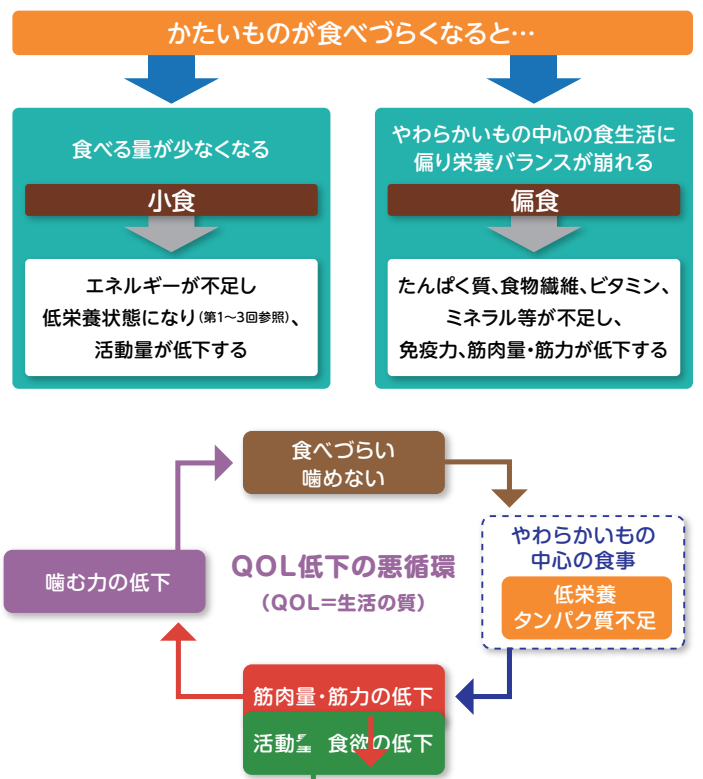 かたいものが食べづらくなると…
食べる量が少なくなる
小食
エネルギーが不足し
低栄養状態になり(第1~3回参照)、
活動量が低下する
やわらかいもの中心の食生活に
偏り栄養バランスが崩れる
偏食
たんぱく質、食物繊維、ビタミン、
ミネラル等が不足し、
免疫力、筋肉量・筋力が低下する
食べづらい
噛めない
やわらかいもの
中心の食事
低栄養
タンパク質不足
QOL低下の悪循環
(QOL=生活の質)
噛む力の低下
筋肉量・筋力の低下
活動 食欲の低下